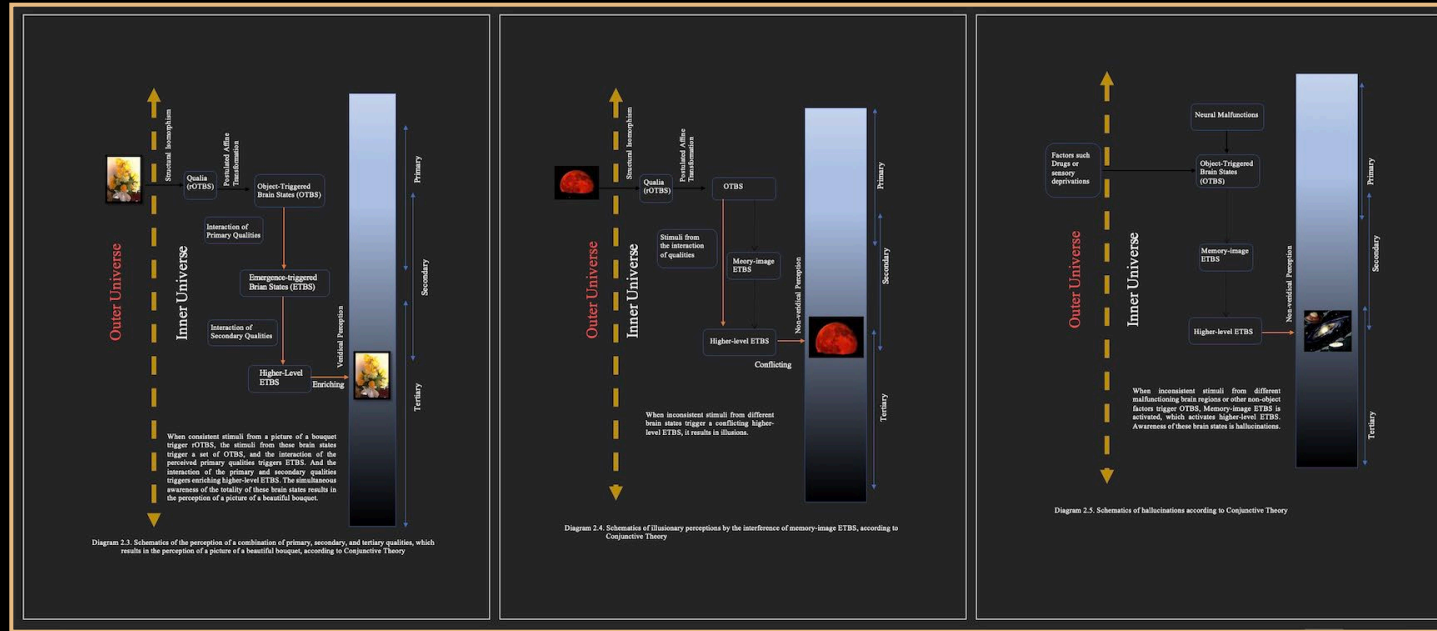 Outer Universe
Inner Universe
Structural Isomorphism
Postulated Affine
Transformation
Qualia
(rOTBS)
Object-Triggered
Brain States (OTBS)
Interaction of
Primary Qualities
Emergence-triggered
Brian States (ETBS)
Interaction of
Secondary Qualities
Higher-Level
ETBS
Enriching
Veridical Perception
Primary
Secondary
Tertiary
When consistent stimuli from a picture of a bouquet
trigger rOTBS, the stimuli from those brain states
trigger a set of OTBS, and the interaction of the
perceived primary qualities triggers ETBS. And the
interaction of the primary and secondary qualities
triggers enriching higher-level ETBS. The simultaneous
awareness of the totality of these brain states results in
the perception of a picture of a beautiful bouquet.
Diagram 2.3. Schematics of the perception of a combination of primary, secondary, and tertiary qualities, which
results in the perception of a picture of a beautiful bouquet, according to Conjunctive Theory
Outer Universe
Inner Universe
Structural Isomorphism
Postulated Affine
Transformation
Qualia
(rOTBS)
OTBS
Stimuli from
the interaction
of qualities
Meory-image
ETBS
Higher-level ETBS
Non-veridical Perception
Conflicting
Primary
Secondary
Tertiary
When inconsistent stimuli from different
brain states trigger a conflicting higher-
level ETBS, it results in illusions.
Diagram 2.4. Schematics of illusionary perceptions by the interference of memory-image ETBS, according to
Conjunctive Theory
Outer Universe
Inner Universe
Factors such
Drugs or
sensory
deprivations
Neural Malfunctions
Object-Triggered
Brain States
(OTBS)
Memory-image
ETBS
Higher-level ETBS
Non-veridical Perception
Primary
Secondary
Tertiary
When inconsistent stimuli from different
malfunctioning brain regions or other non-object
factors trigger OTBS, Memory-image ETBS is
activated, which activates higher-level ETBS.
Awareness of these brain states is hallucinations.
Diagram 2.5. Schematics of hallucinations according to Conjunctive Theory